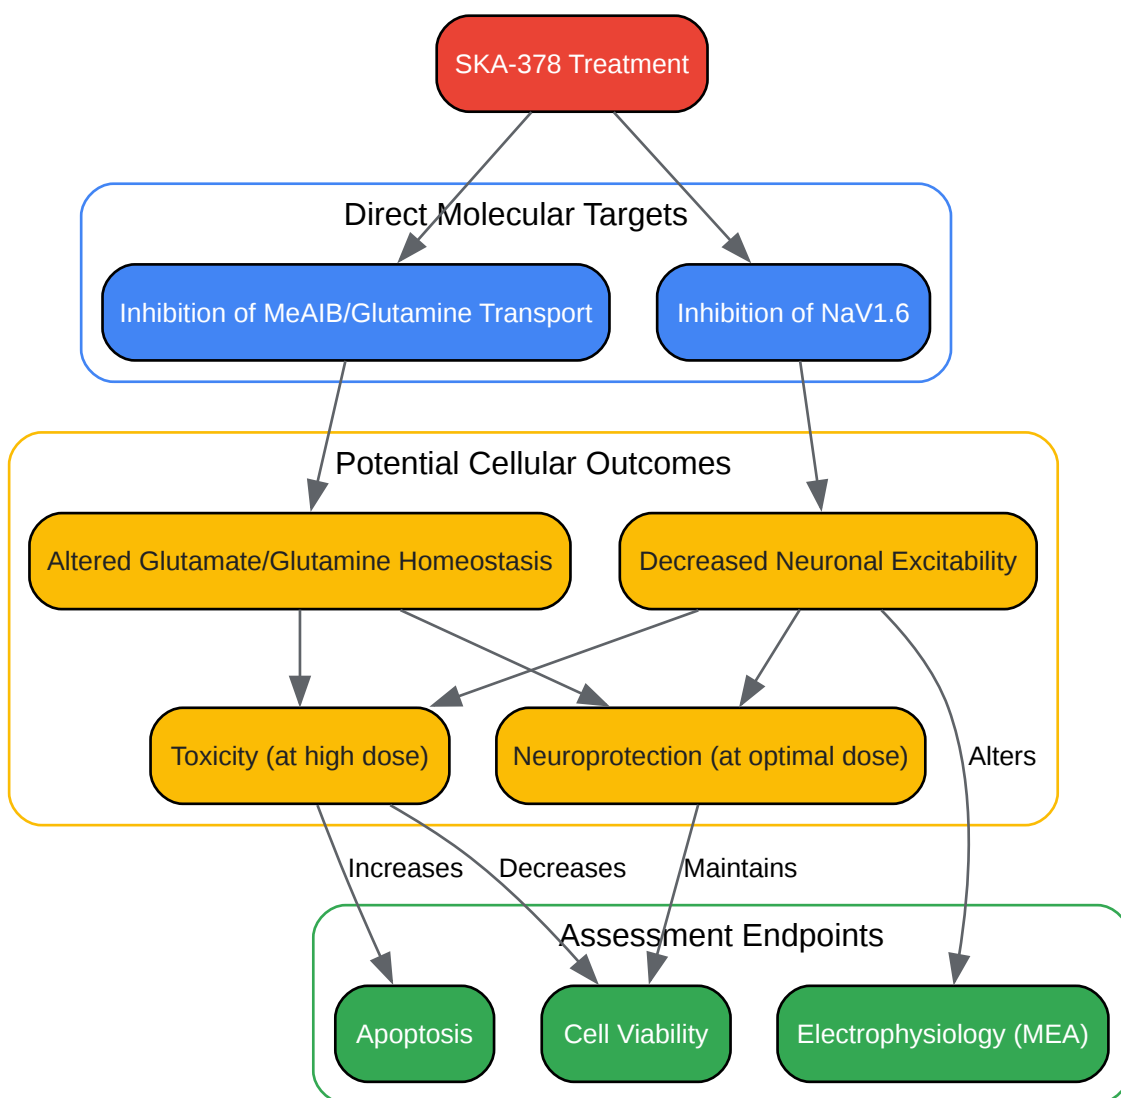 SKA-378 Treatment
Direct Molecular Targets
Inhibition of MeAIB/Glutamine Transport
Inhibition of NaV1.6
Potential Cellular Outcomes
Altered Glutamate/Glutamine Homeostasis
Decreased Neuronal Excitability
Toxicity (at high dose)
Neuroprotection (at optimal dose)
Alters
Increases
Decreases
Maintains
Assessment Endpoints
Apoptosis
Cell Viability
Electrophysiology (MEA)